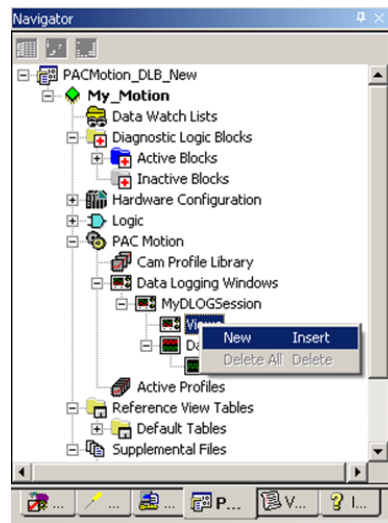 Navigator
PACMotion_DLB_New
My_Motion
Data Watch Lists
Diagnostic Logic Blocks
Active Blocks
Inactive Blocks
Hardware Configuration
Logic
PAC Motion
Cam Profile Library
Data Logging Windows
MyDLOGSession
Views
New Insert
Da
Delete All Delete
Active Profiles
Reference View Tables
Default Tables
Supplemental Files
... ... ... P... V... I...